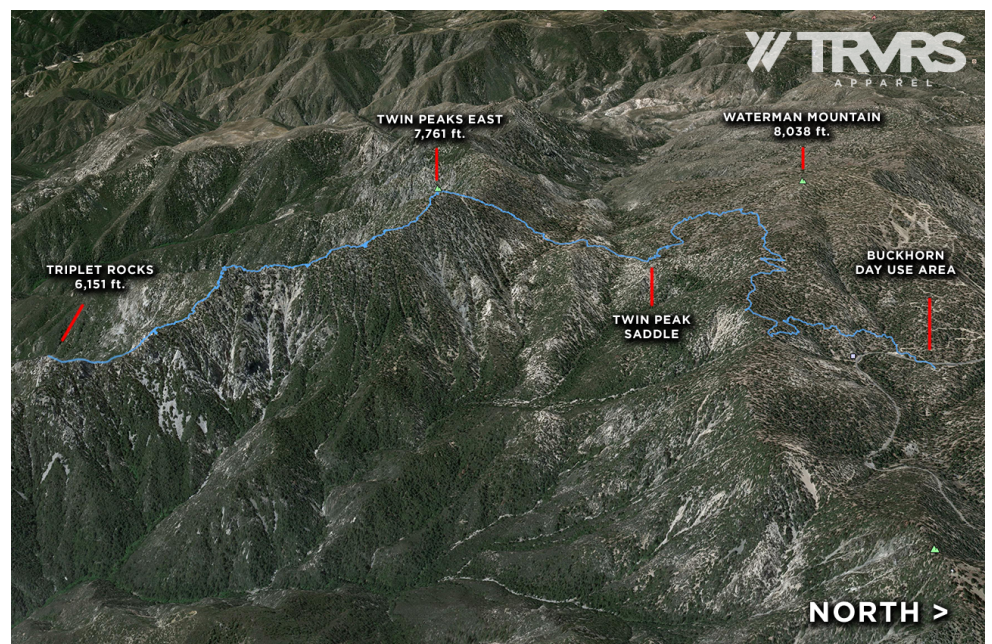 TRVRS
APPAREL
TWIN PEAKS EAST
7,761 ft.
WATERMAN MOUNTAIN
8,038 ft.
TRIPLET ROCKS
6,151 ft.
BUCKHORN
DAY USE AREA
TWIN PEAK
SADDLE
NORTH >